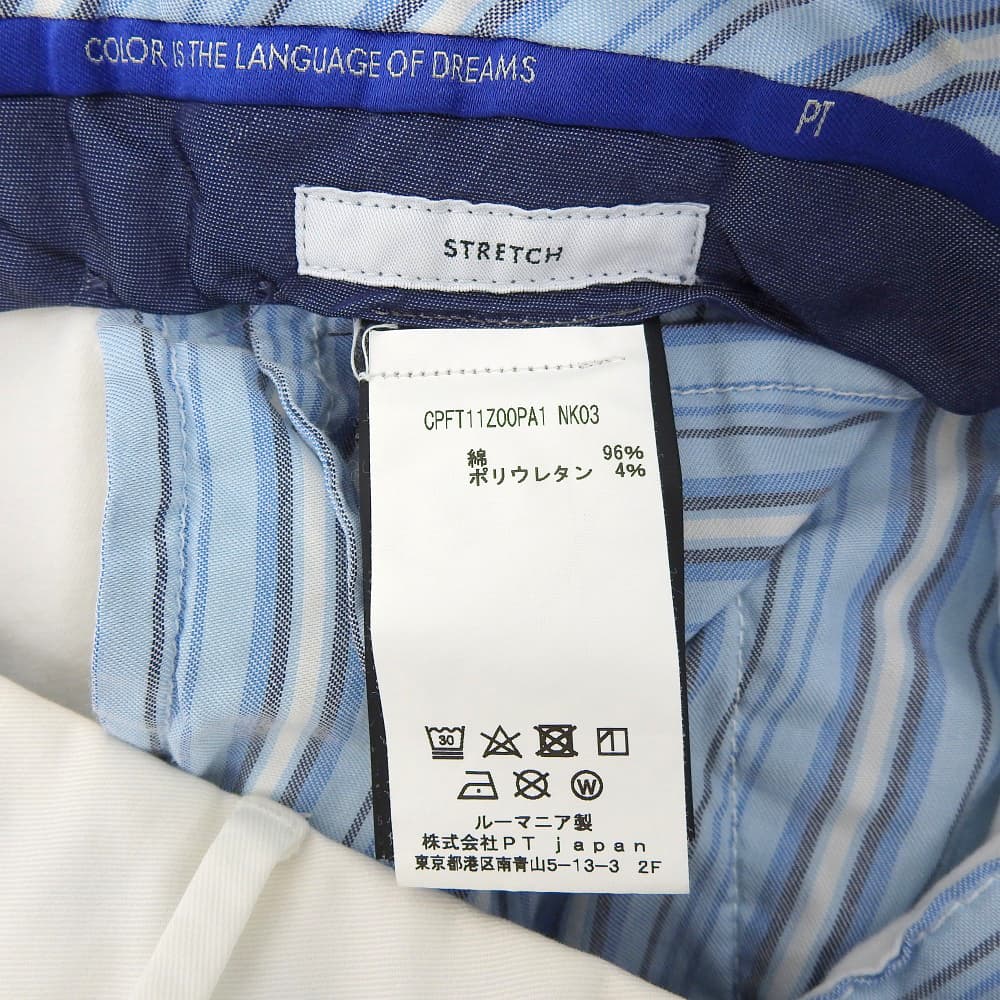 COLOR IS THE LANGUAGE OF DREAMS
PT
STRETCH
CPFT11Z00PA1 NK03
綿 96%
ポリウレタン 4%
30
W
ルーマニア製
株式会社PT japan
東京都港区南青山5-13-3 2F